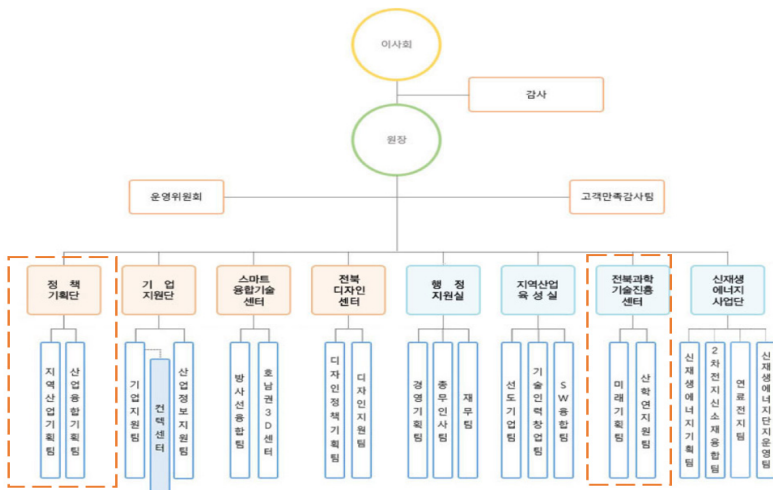 이사회
감사
원장
운영위원회
고객만족감사팀
정 책
기획단
기 업
지원단
스마트
융합기술
센터
전북
디자인
센터
행 정
지원실
지역산업
육 성 실
전북과학
기술진흥
센터
신재생
에너지
사업단
지역산업기획팀
산업융합기획팀
기업지원팀
컨택센터
산업정보지원팀
방사선융합팀
호남권3D센터
디자인정책기획팀
디자인지원팀
경영기획팀
총무인사팀
재무팀
선도기업팀
기술인력창업팀
SW융합팀
미래기획팀
산학연지원팀
신재생에너지기획팀
2차전지신소재융합팀
연료전지팀
신재생에너지단지운영팀